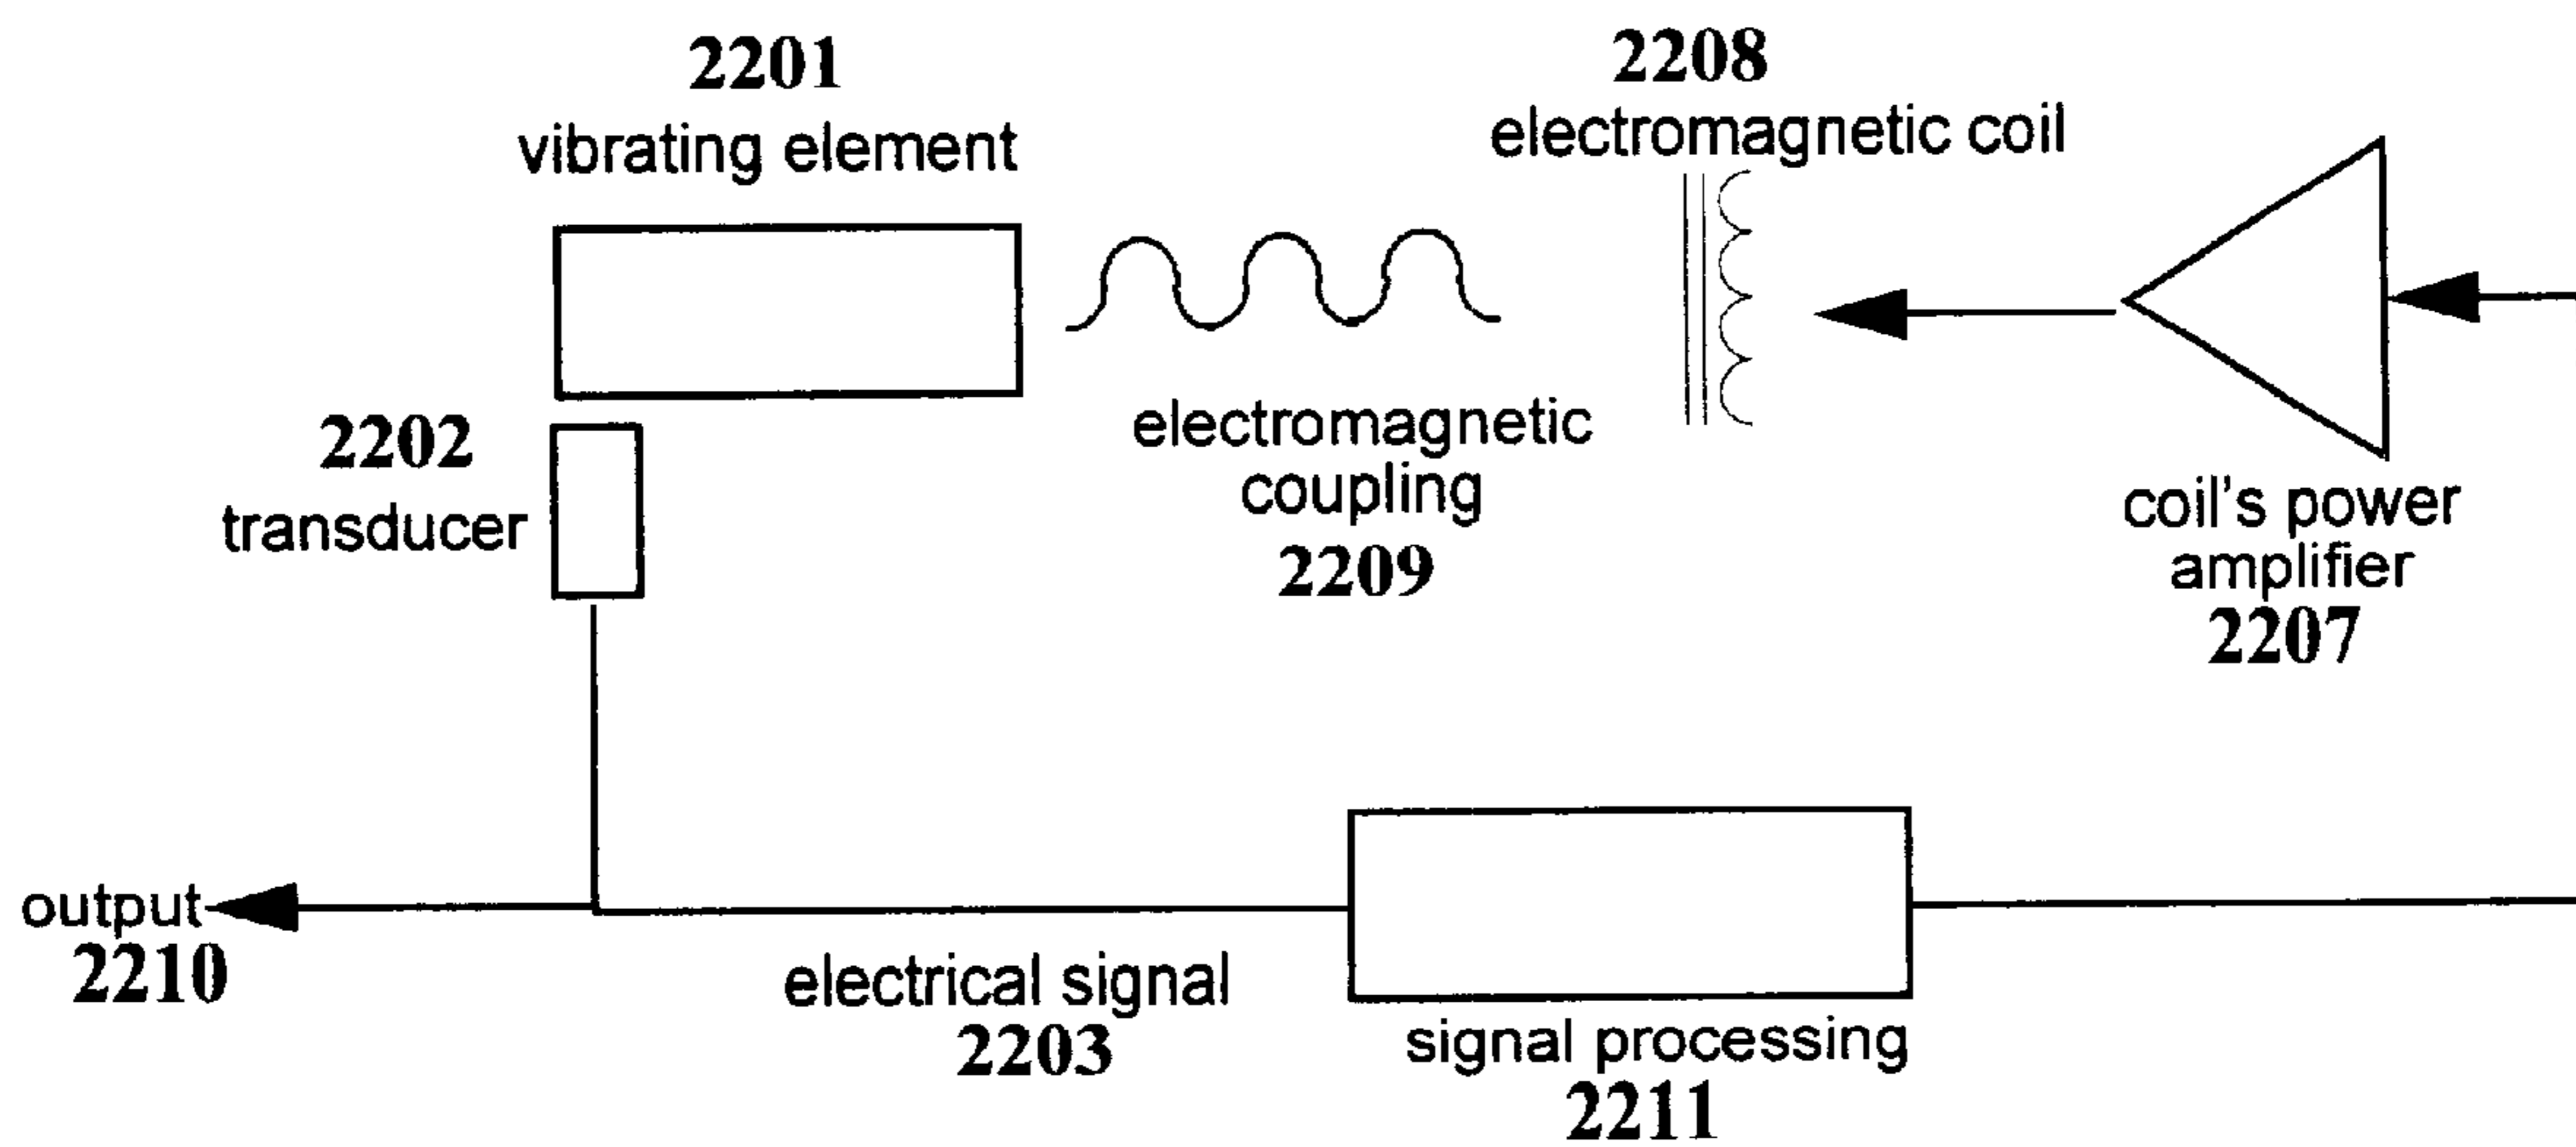 2201
vibrating element
2208
electromagnetic coil
2202
transducer
electromagnetic
coupling
2209
coil's power
amplifier
2207
output
2210
electrical signal
2203
signal processing
2211